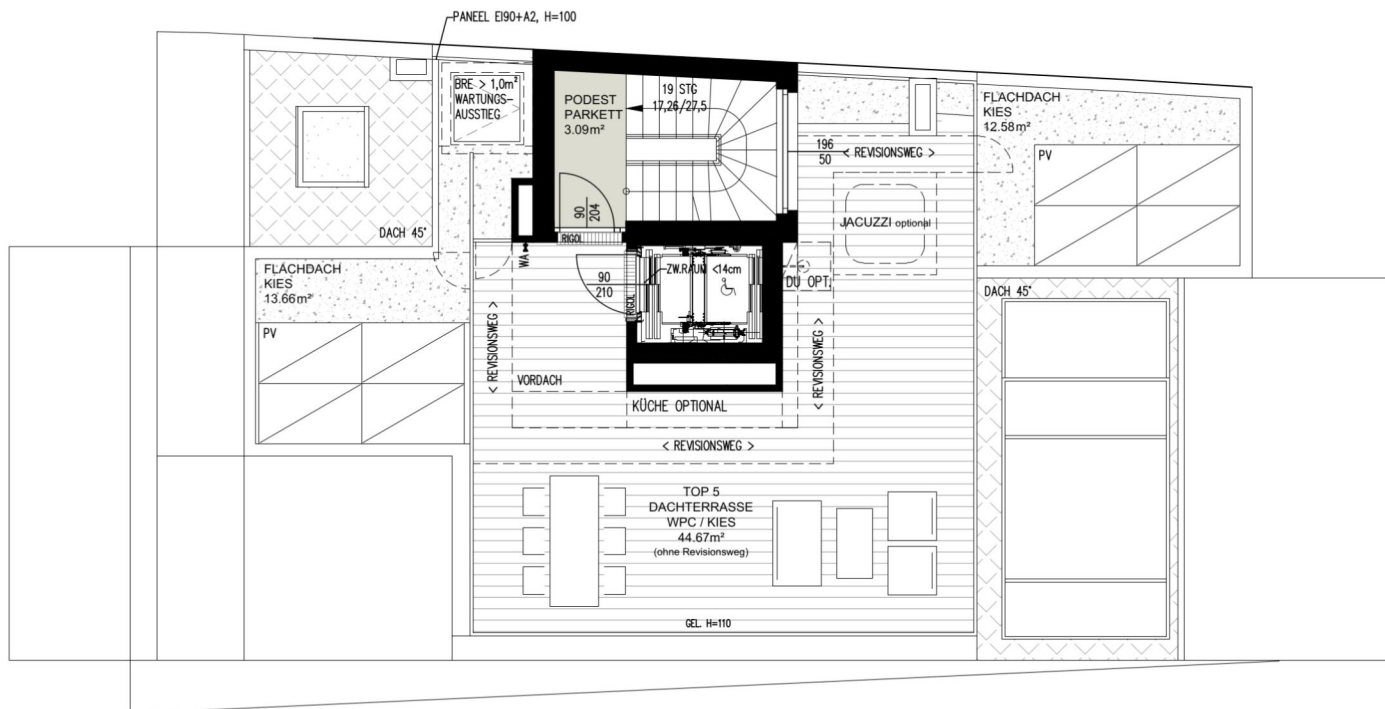 PANEEL EI90+A2, H=100
BRE > 1,0m²
WARTUNGS-
AUSSTIEG
PODEST
PARKETT
3.09m²
19 STG
17,26/27,5
196
50
< REVISIONSWEG >
FLACHDACH
KIES
12.58m²
PV
JACUZZI optional
DACH 45°
90
204
RIGOL
WA
FLACHDACH
KIES
13.66m²
PV
90
210
RIGOL
ZW.RAUM <14cm
DU OPT.
DACH 45°
< REVISIONSWEG >
< REVISIONSWEG >
VORDACH
KÜCHE OPTIONAL
< REVISIONSWEG >
TOP 5
DACHTERRASSE
WPC / KIES
44.67m²
(ohne Revisionsweg)
GEL. H=110